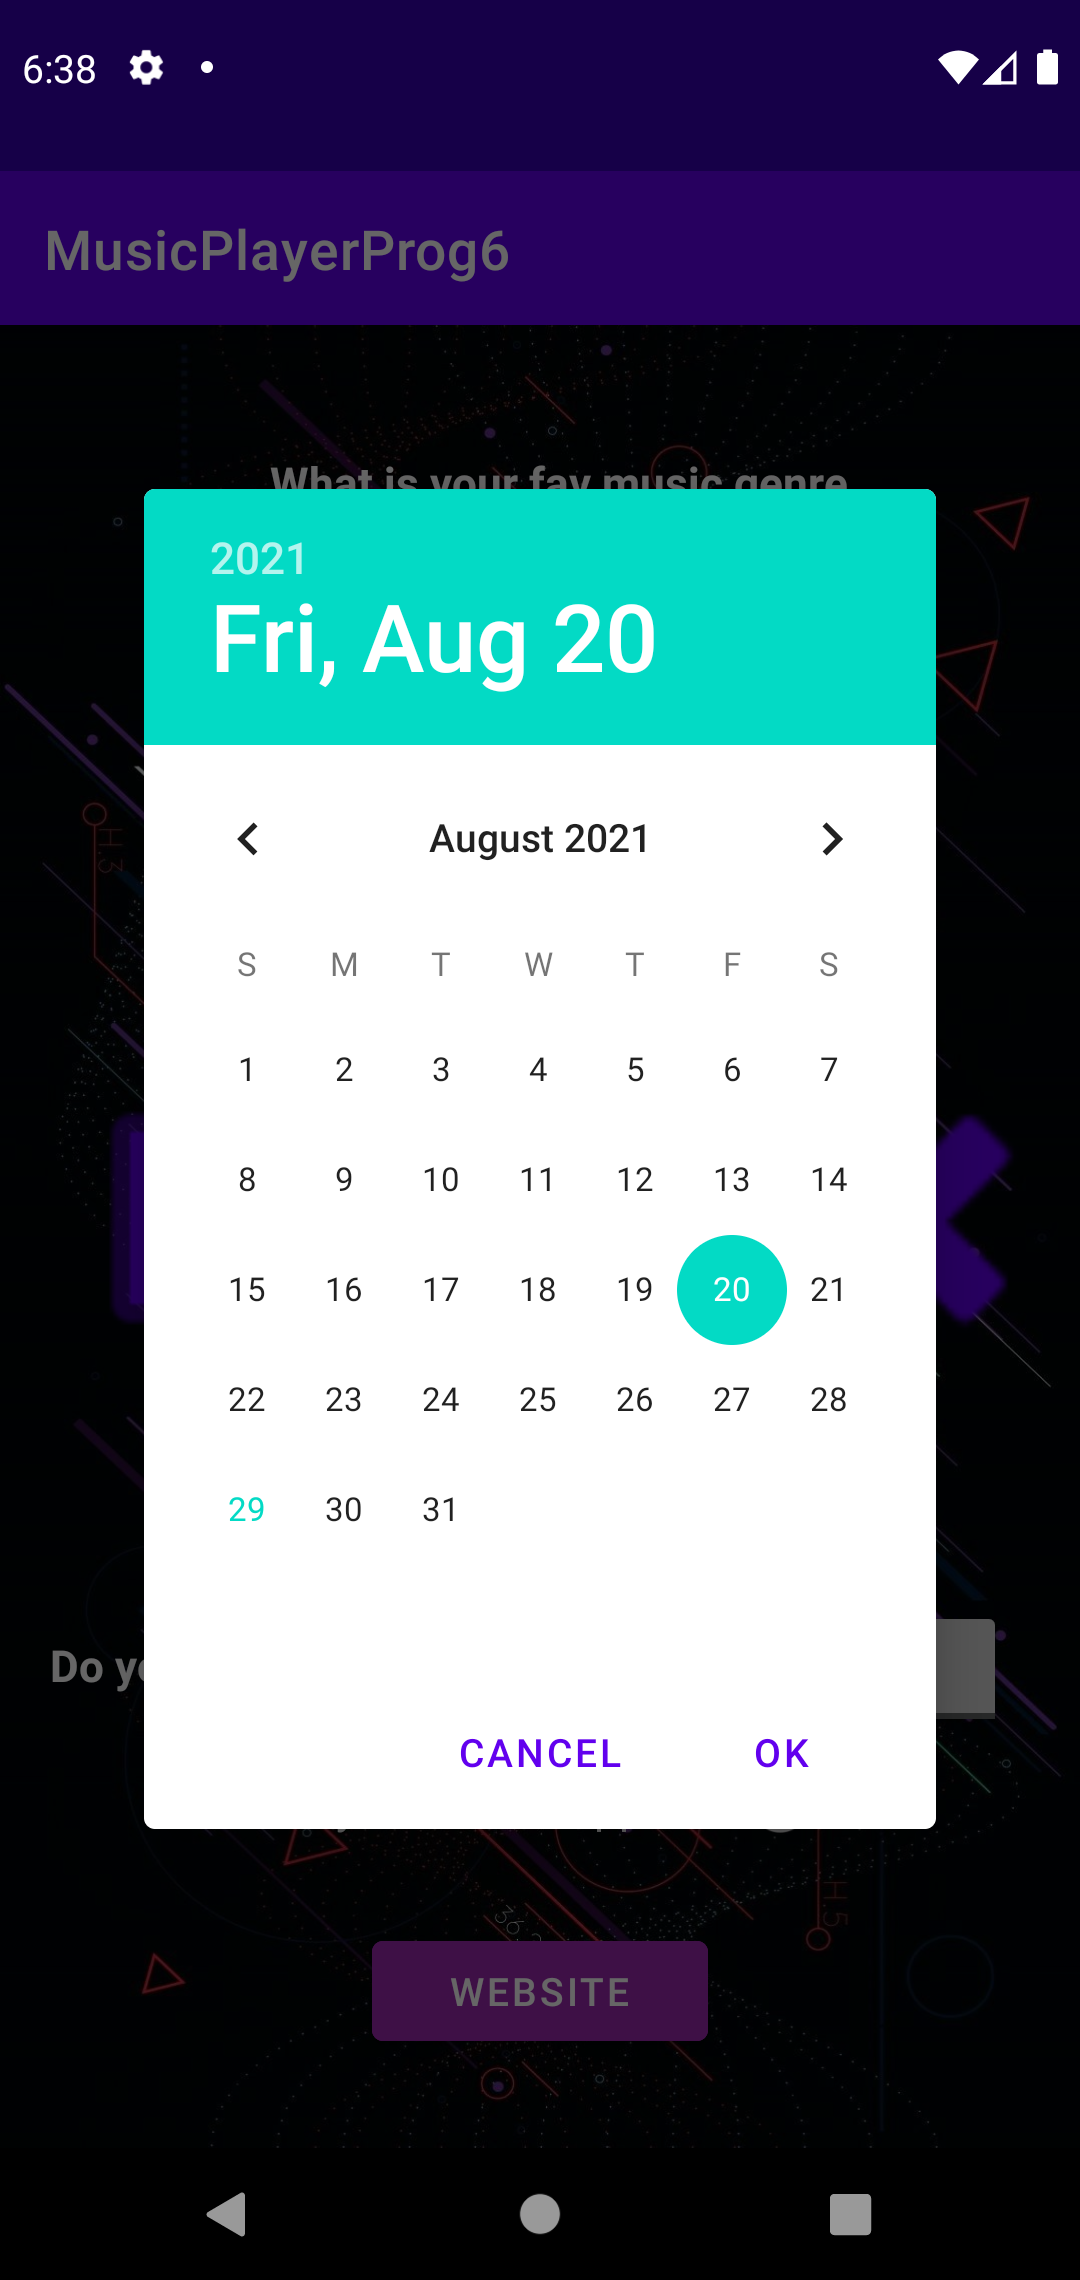 6:38
MusicPlayerProg6
What is your fav music genre
2021
Fri, Aug 20
August 2021
S M T W T F S
1 2 3 4 5 6 7
8 9 10 11 12 13 14
15 16 17 18 19 20 21
22 23 24 25 26 27 28
29 30 31
H.3
Do
CANCEL OK
H.5
WEBSITE